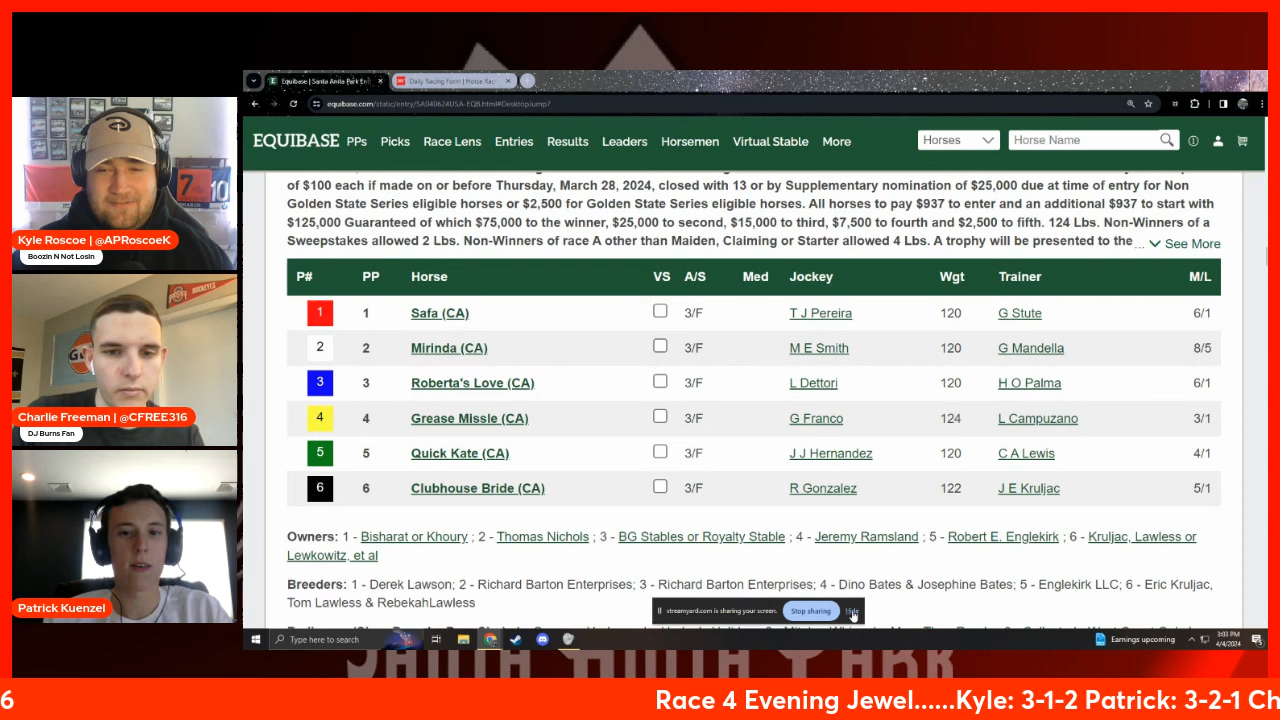 Equibase | Santa Anita Park En
Daily Racing Form | Horse Rac
equibase.com/static/entry/SA040624USA-EQB.html#DesktopJump7
EQUIBASE PPs Picks Race Lens Entries Results Leaders Horsemen Virtual Stable More Horses Horse Name
of $100 each if made on or before Thursday, March 28, 2024, closed with 13 or by Supplementary nomination of $25,000 due at time of entry for Non
Golden State Series eligible horses or $2,500 for Golden State Series eligible horses. All horses to pay $937 to enter and an additional $937 to start with
$125,000 Guaranteed of which $75,000 to the winner, $25,000 to second, $15,000 to third, $7,500 to fourth and $2,500 to fifth. 124 Lbs. Non-Winners of a
Sweepstakes allowed 2 Lbs. Non-Winners of race A other than Maiden, Claiming or Starter allowed 4 Lbs. A trophy will be presented to the ... See More
P# PP Horse VS A/S Med Jockey Wgt Trainer M/L
1 1 Safa (CA) 3/F T J Pereira 120 G Stute 6/1
2 2 Mirinda (CA) 3/F M E Smith 120 G Mandella 8/5
3 3 Roberta's Love (CA) 3/F L Dettori 120 H O Palma 6/1
4 4 Grease Missle (CA) 3/F G Franco 124 L Campuzano 3/1
5 5 Quick Kate (CA) 3/F J J Hernandez 120 C A Lewis 4/1
6 6 Clubhouse Bride (CA) 3/F R Gonzalez 122 J E Kruljac 5/1
Owners: 1 - Bisharat or Khoury ; 2 - Thomas Nichols ; 3 - BG Stables or Royalty Stable ; 4 - Jeremy Ramsland ; 5 - Robert E. Englekirk ; 6 - Kruljac, Lawless or
Lewkowitz, et al
Breeders: 1 - Derek Lawson; 2 - Richard Barton Enterprises; 3 - Richard Barton Enterprises; 4 - Dino Bates & Josephine Bates; 5 - Englekirk LLC; 6 - Eric Kruljac,
Tom Lawless & RebekahLawless
streamyard.com is sharing your screen. Stop sharing Hide
Type here to search
Earnings upcoming
3:03 PM
4/4/2024
Kyle Roscoe | @APRoscoeK
Boozin N Not Losin
BUCKEYES
Charlie Freeman | @CFREE316
DJ Burns Fan
Patrick Kuenzel
SANTA ANITA PARK
6 Race 4 Evening Jewel......Kyle: 3-1-2 Patrick: 3-2-1 Ch